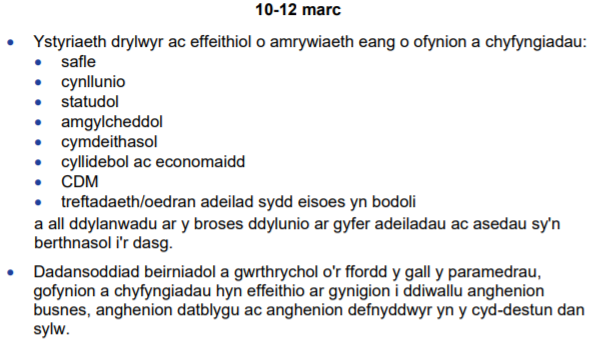 10-12 marc
• Ystyriaeth drylwyr ac effeithiol o amrywiaeth eang o ofynion a chyfyngiadau:
• safle
• cynllunio
• statudol
• amgylcheddol
• cymdeithasol
• cyllidebol ac economaidd
• CDM
• treftadaeth/oedran adeilad sydd eisoes yn bodoli
a all ddylanwadu ar y broses ddylunio ar gyfer adeiladau ac asedau sy'n
berthnasol i'r dasg.
• Dadansoddiad beirniadol a gwrthrychol o'r ffordd y gall y paramedrau,
gofynion a chyfyngiadau hyn effeithio ar gynigion i ddiwallu anghenion
busnes, anghenion datblygu ac anghenion defnyddwyr yn y cyd-destun dan
sylw.